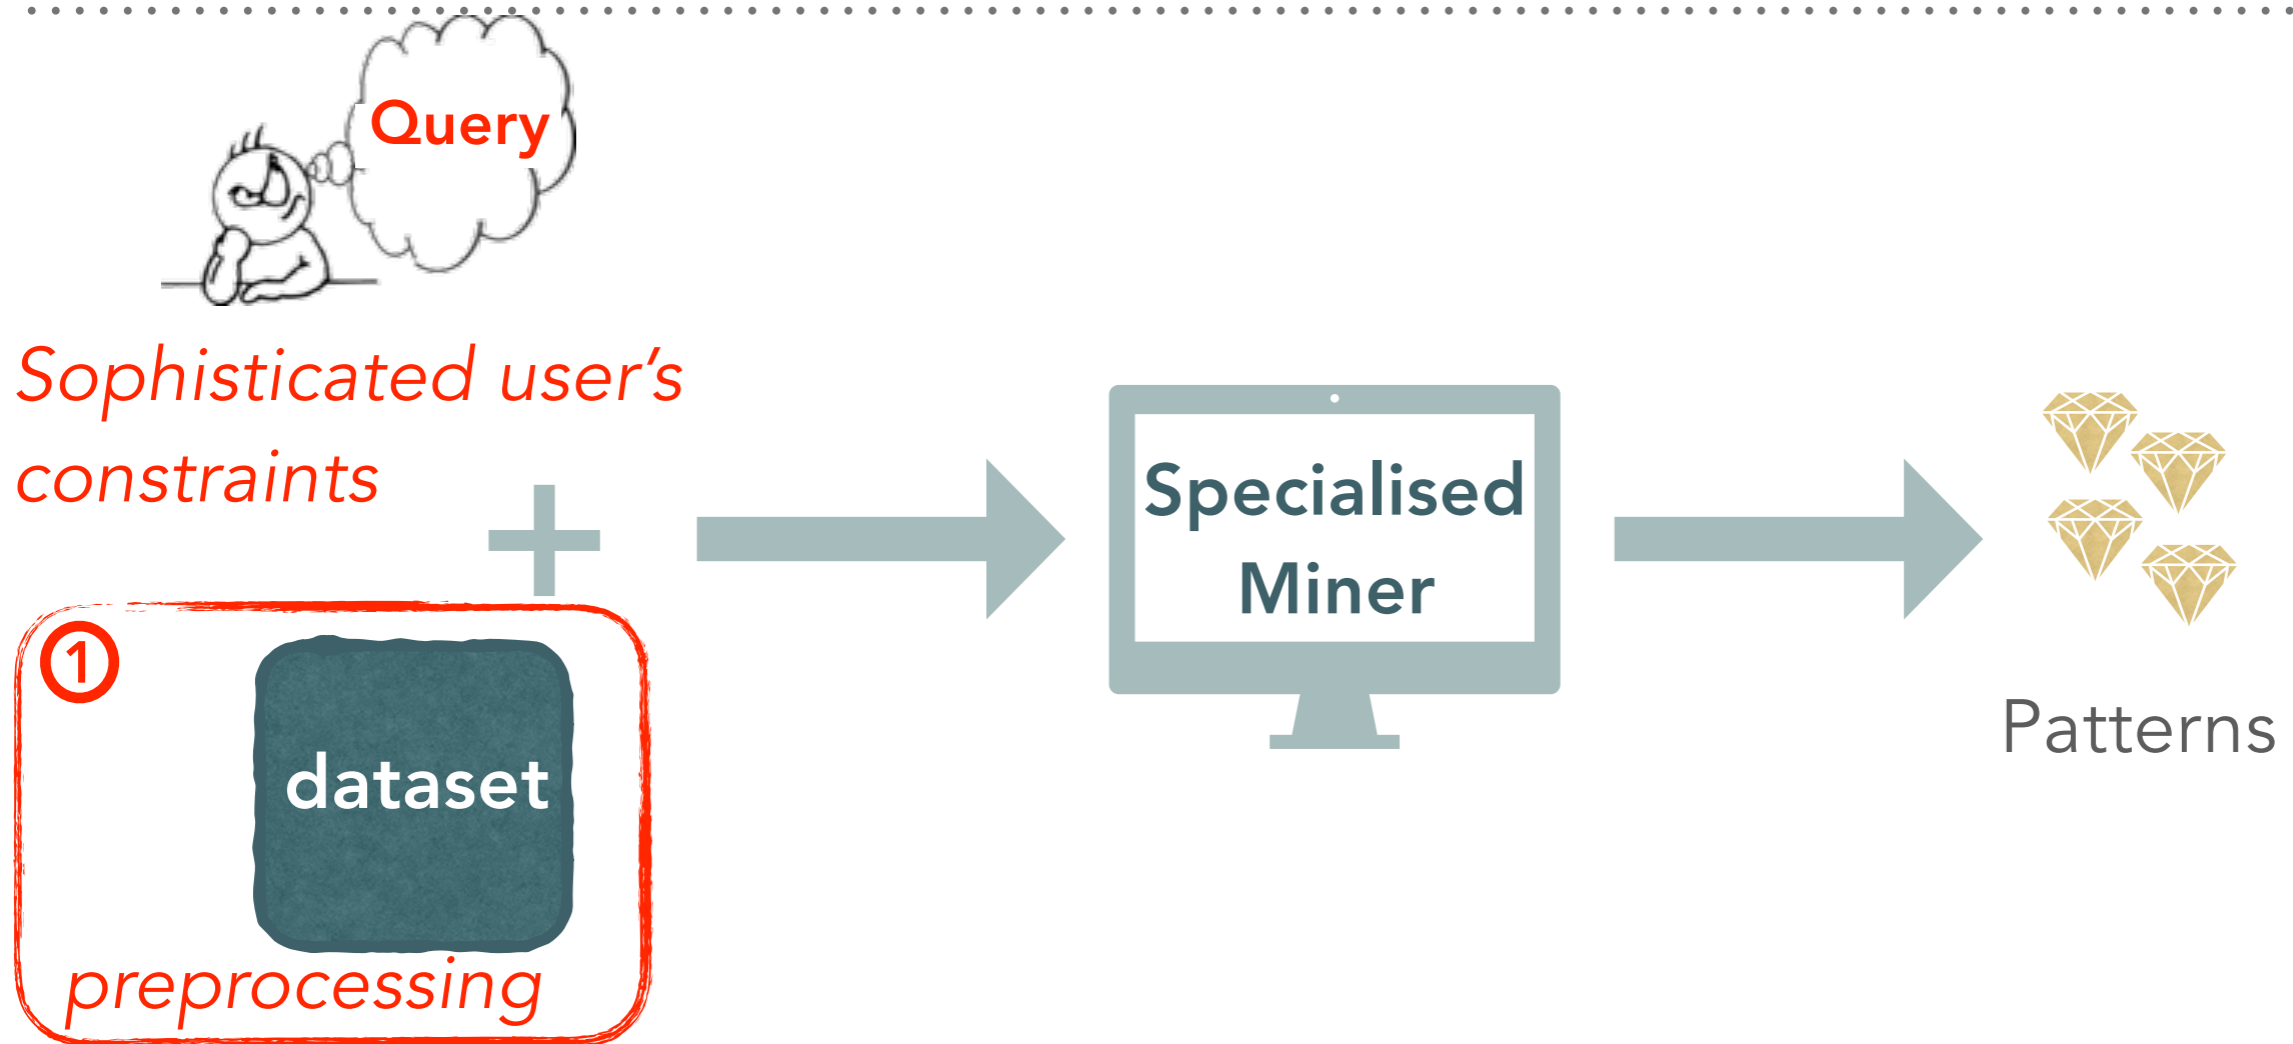 Query
Sophisticated user’s
constraints
1
dataset
preprocessing
Specialised
Miner
Patterns